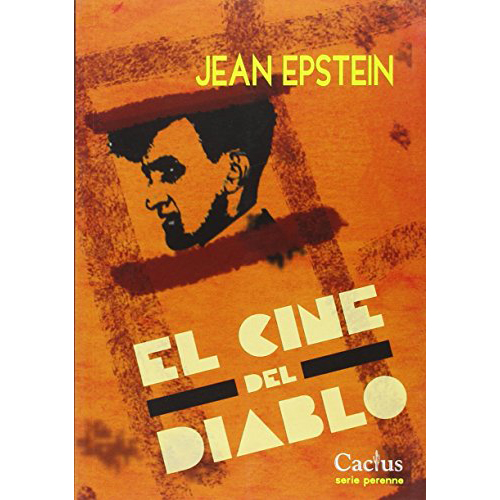 JEAN EPSTEIN
EL CINE
DEL
DIABLO
Cactus
serie perenne